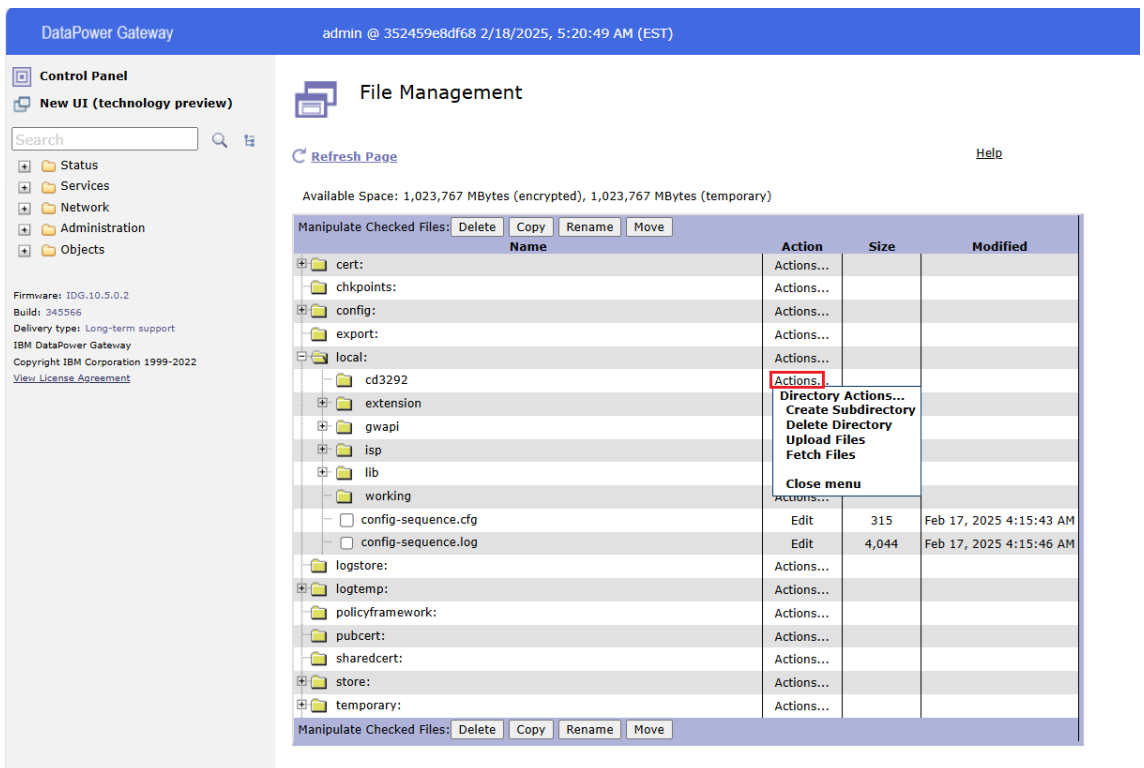 DataPower Gateway admin @ 352459e8df68 2/18/2025, 5:20:49 AM (EST)
Control Panel
New UI (technology preview)
Search
Status
Services
Network
Administration
Objects
Firmware: IDG.10.5.0.2
Build: 345566
Delivery type: Long-term support
IBM DataPower Gateway
Copyright IBM Corporation 1999-2022
View License Agreement
File Management
Refresh Page
Help
Available Space: 1,023,767 MBytes (encrypted), 1,023,767 MBytes (temporary)
Manipulate Checked Files: Delete Copy Rename Move
Name Action Size Modified
cert: Actions...
chkpoints: Actions...
config: Actions...
export: Actions...
local: Actions...
cd3292 Actions...
Directory Actions...
Create Subdirectory
Delete Directory
Upload Files
Fetch Files
Close menu
extension
gwapi
isp
lib
working Actions...
config-sequence.cfg Edit 315 Feb 17, 2025 4:15:43 AM
config-sequence.log Edit 4,044 Feb 17, 2025 4:15:46 AM
logstore: Actions...
logtemp: Actions...
policyframework: Actions...
pubcert: Actions...
sharedcert: Actions...
store: Actions...
temporary: Actions...
Manipulate Checked Files: Delete Copy Rename Move